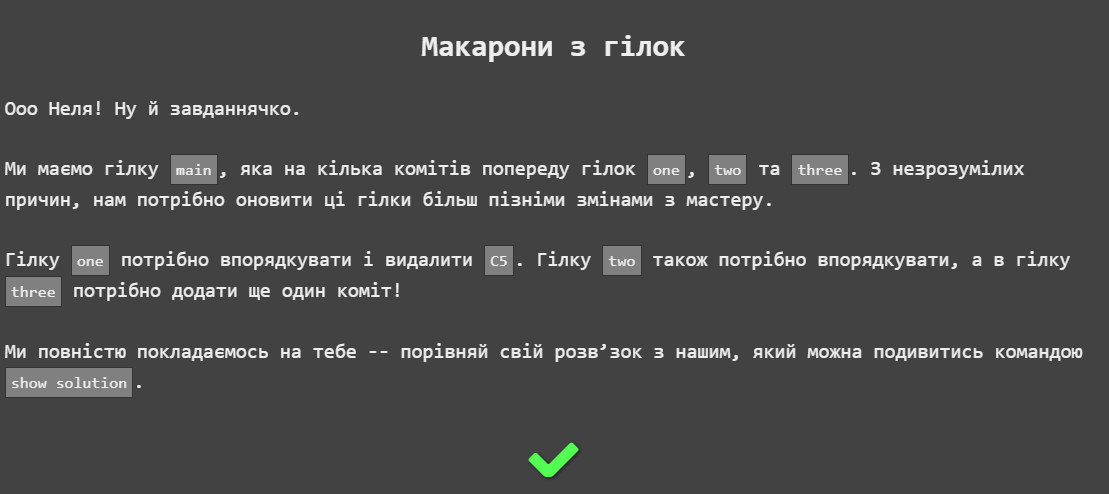 Макарони з гілок
Ооо Неля! Ну й завданнячко.
Ми маємо гілку main, яка на кілька комітів попереду гілок one, two та three. З незрозумілих
причин, нам потрібно оновити ці гілки більш пізніми змінами з мастеру.
Гілку one потрібно впорядкувати і видалити C5. Гілку two також потрібно впорядкувати, а в гілку
three потрібно додати ще один коміт!
Ми повністю покладаємось на тебе -- порівняй свій розв’зок з нашим, який можна подивитись командою
show solution.